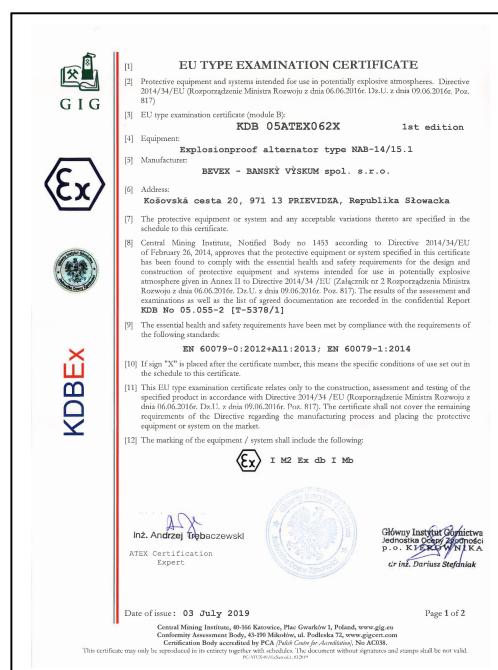 GIG
[1] EU TYPE EXAMINATION CERTIFICATE
[2] Protective equipment and systems intended for use in potentially explosive atmospheres. Directive
2014/34/EU (Rozporządzenie Ministra Rozwoju z dnia 06.06.2016r. Dz.U. z dnia 09.06.2016r. Poz.
817)
[3] EU type examination certificate (module B):
KDB 05ATEX062X 1st edition
[4] Equipment:
Explosionproof alternator type NAB-14/15.1
[5] Manufacturer:
BEVEX - BANSKÝ VÝSKUM spol. s.r.o.
[6] Address:
Košovská cesta 20, 971 13 PRIEVIDZA, Republika Słowacka
[7] The protective equipment or system and any acceptable variations thereto are specified in the
schedule to this certificate.
[8] Central Mining Institute, Notified Body no 1453 according to Directive 2014/34/EU
of February 26, 2014, approves that the protective equipment or system specified in this certificate
has been found to comply with the essential health and safety requirements for the design and
construction of protective equipment and systems intended for use in potentially explosive
atmosphere given in Annex II to Directive 2014/34 /EU (Załącznik nr 2 Rozporządzenia Ministra
Rozwoju z dnia 06.06.2016r. Dz.U. z dnia 09.06.2016r. Poz. 817). The results of the assessment and
examinations as well as the list of agreed documentation are recorded in the confidential Report
KDB No 05.055-2 [T-5378/1]
[9] The essential health and safety requirements have been met by compliance with the requirements of
the following standards:
EN 60079-0:2012+A11:2013; EN 60079-1:2014
[10] If sign "X" is placed after the certificate number, this means the specific conditions of use set out in
the schedule to this certificate.
[11] This EU type examination certificate relates only to the construction, assessment and testing of the
specified product in accordance with Directive 2014/34 /EU (Rozporządzenie Ministra Rozwoju z
dnia 06.06.2016r. Dz.U. z dnia 09.06.2016r. Poz. 817). The certificate shall not cover the remaining
requirements of the Directive regarding the manufacturing process and placing the protective
equipment or system on the market.
[12] The marking of the equipment / system shall include the following:
Ex I M2 Ex db I Mb
Ex
KDBEx
Inż. Andrzej Trębaczewski
ATEX Certification
Expert
Główny Instytut Górnictwa
Jednostka Oceny Zgodności
p.o. KIEROWNIKA
dr inż. Dariusz Stefaniak
Date of issue: 03 July 2019 Page 1 of 2
Central Mining Institute, 40-166 Katowice, Plac Gwarków 1, Poland, www.gig.eu
Conformity Assessment Body, 43-190 Mikołów, ul. Podleska 72, www.gigcert.com
Certification Body accredited by PCA (Polish Centre for Accreditation), No AC038.
This certificate may only be reproduced in its entirety together with schedules. The document without signatures and stamps shall be not valid.